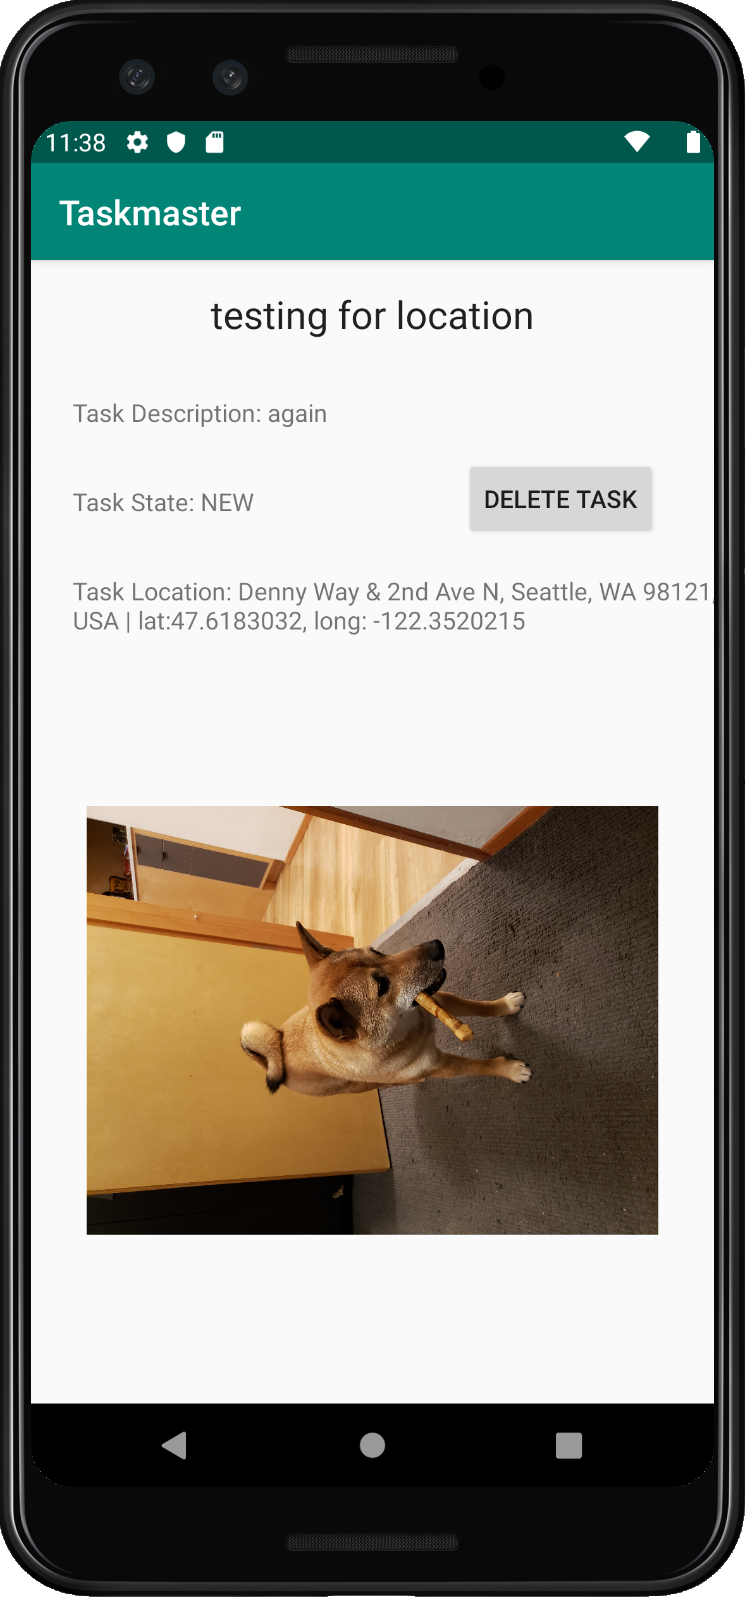 11:38
Taskmaster
testing for location
Task Description: again
Task State: NEW
DELETE TASK
Task Location: Denny Way & 2nd Ave N, Seattle, WA 98121,
USA | lat:47.6183032, long: -122.3520215